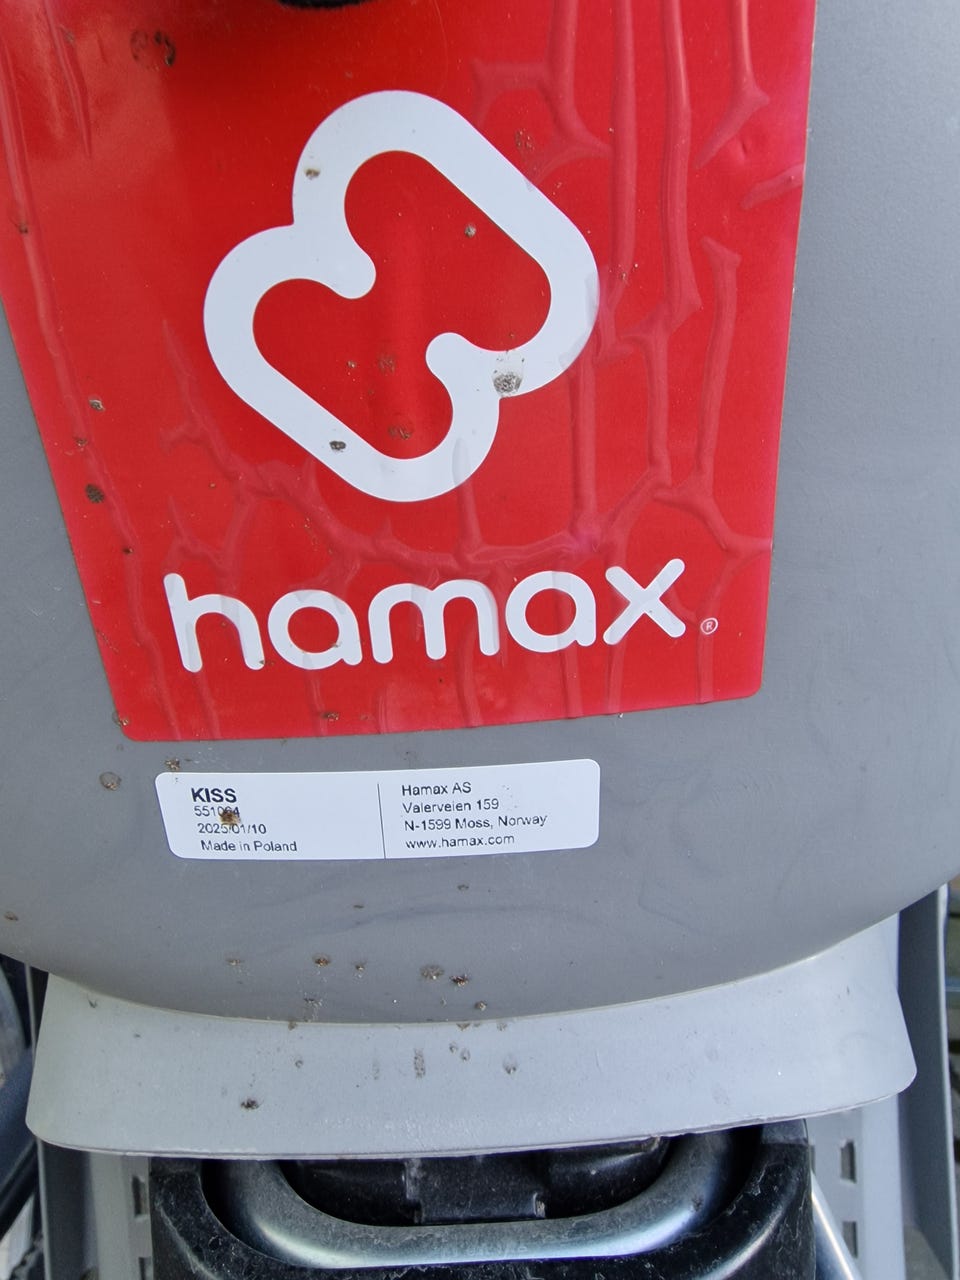 hamax®
KISS
2025/01/10
Made in Poland
Hamax AS
Valerveien 159
N-1599 Moss, Norway
www.hamax.com